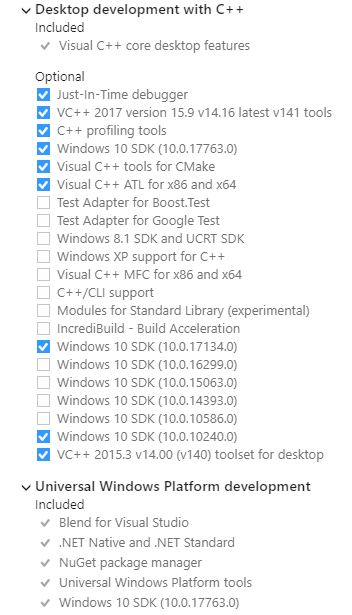 Desktop development with C++
Included
Visual C++ core desktop features
Optional
Just-In-Time debugger
VC++ 2017 version 15.9 v14.16 latest v141 tools
C++ profiling tools
Windows 10 SDK (10.0.17763.0)
Visual C++ tools for CMake
Visual C++ ATL for x86 and x64
Test Adapter for Boost.Test
Test Adapter for Google Test
Windows 8.1 SDK and UCRT SDK
Windows XP support for C++
Visual C++ MFC for x86 and x64
C++/CLI support
Modules for Standard Library (experimental)
IncrediBuild - Build Acceleration
Windows 10 SDK (10.0.17134.0)
Windows 10 SDK (10.0.16299.0)
Windows 10 SDK (10.0.15063.0)
Windows 10 SDK (10.0.14393.0)
Windows 10 SDK (10.0.10586.0)
Windows 10 SDK (10.0.10240.0)
VC++ 2015.3 v14.00 (v140) toolset for desktop
Universal Windows Platform development
Included
Blend for Visual Studio
.NET Native and .NET Standard
NuGet package manager
Universal Windows Platform tools
Windows 10 SDK (10.0.17763.0)